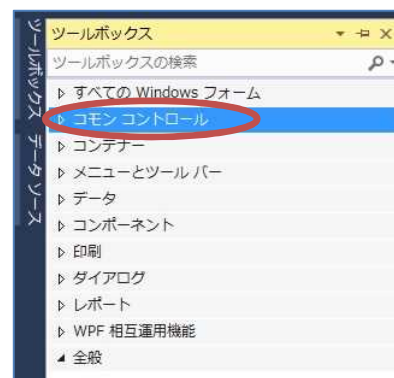 ツールボックス
データ ソース
ツールボックス
ツールボックスの検索
すべての Windows フォーム
コモン コントロール
コンテナー
メニューとツール バー
データ
コンポーネント
印刷
ダイアログ
レポート
WPF 相互運用機能
全般